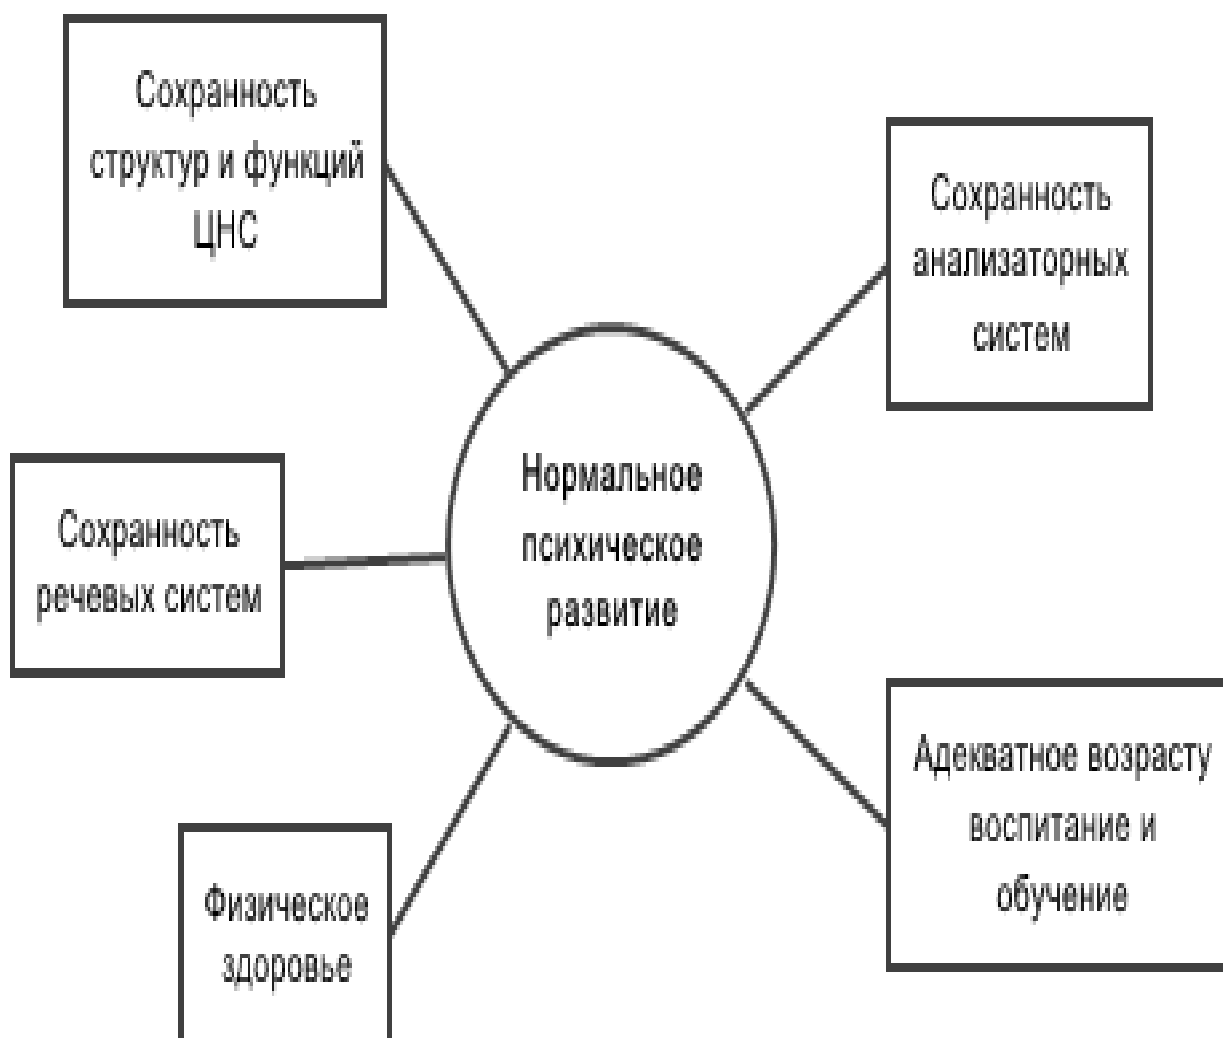 Сохранность
структур и функций
ЦНС
Сохранность
анализаторных
систем
Нормальное
психическое
развитие
Сохранность
речевых систем
Адекватное возрасту
воспитание и
обучение
Физическое
здоровье